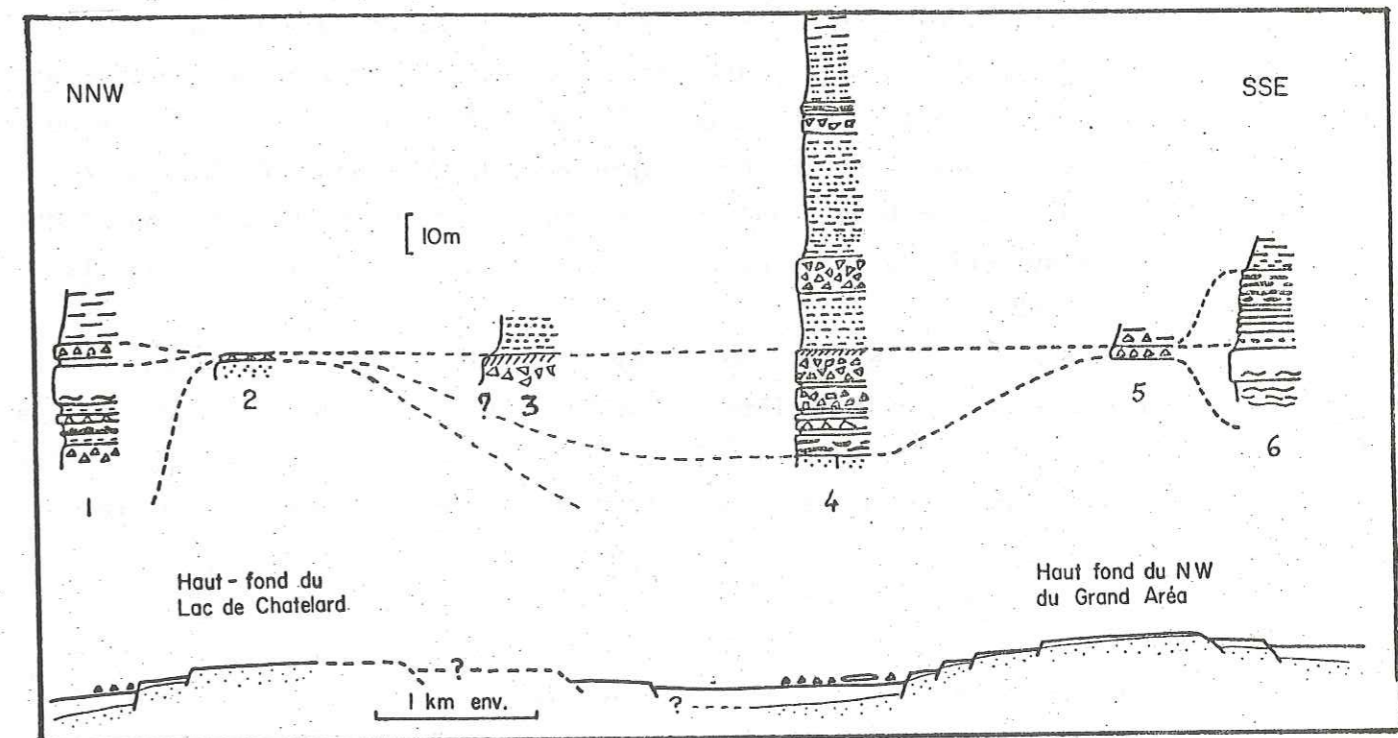 NNW
SSE
10m
1
2
? 3
4
5
6
Haut-fond du
Lac de Chatelard
Haut fond du NW
du Grand Aréa
?
1 km env.
?